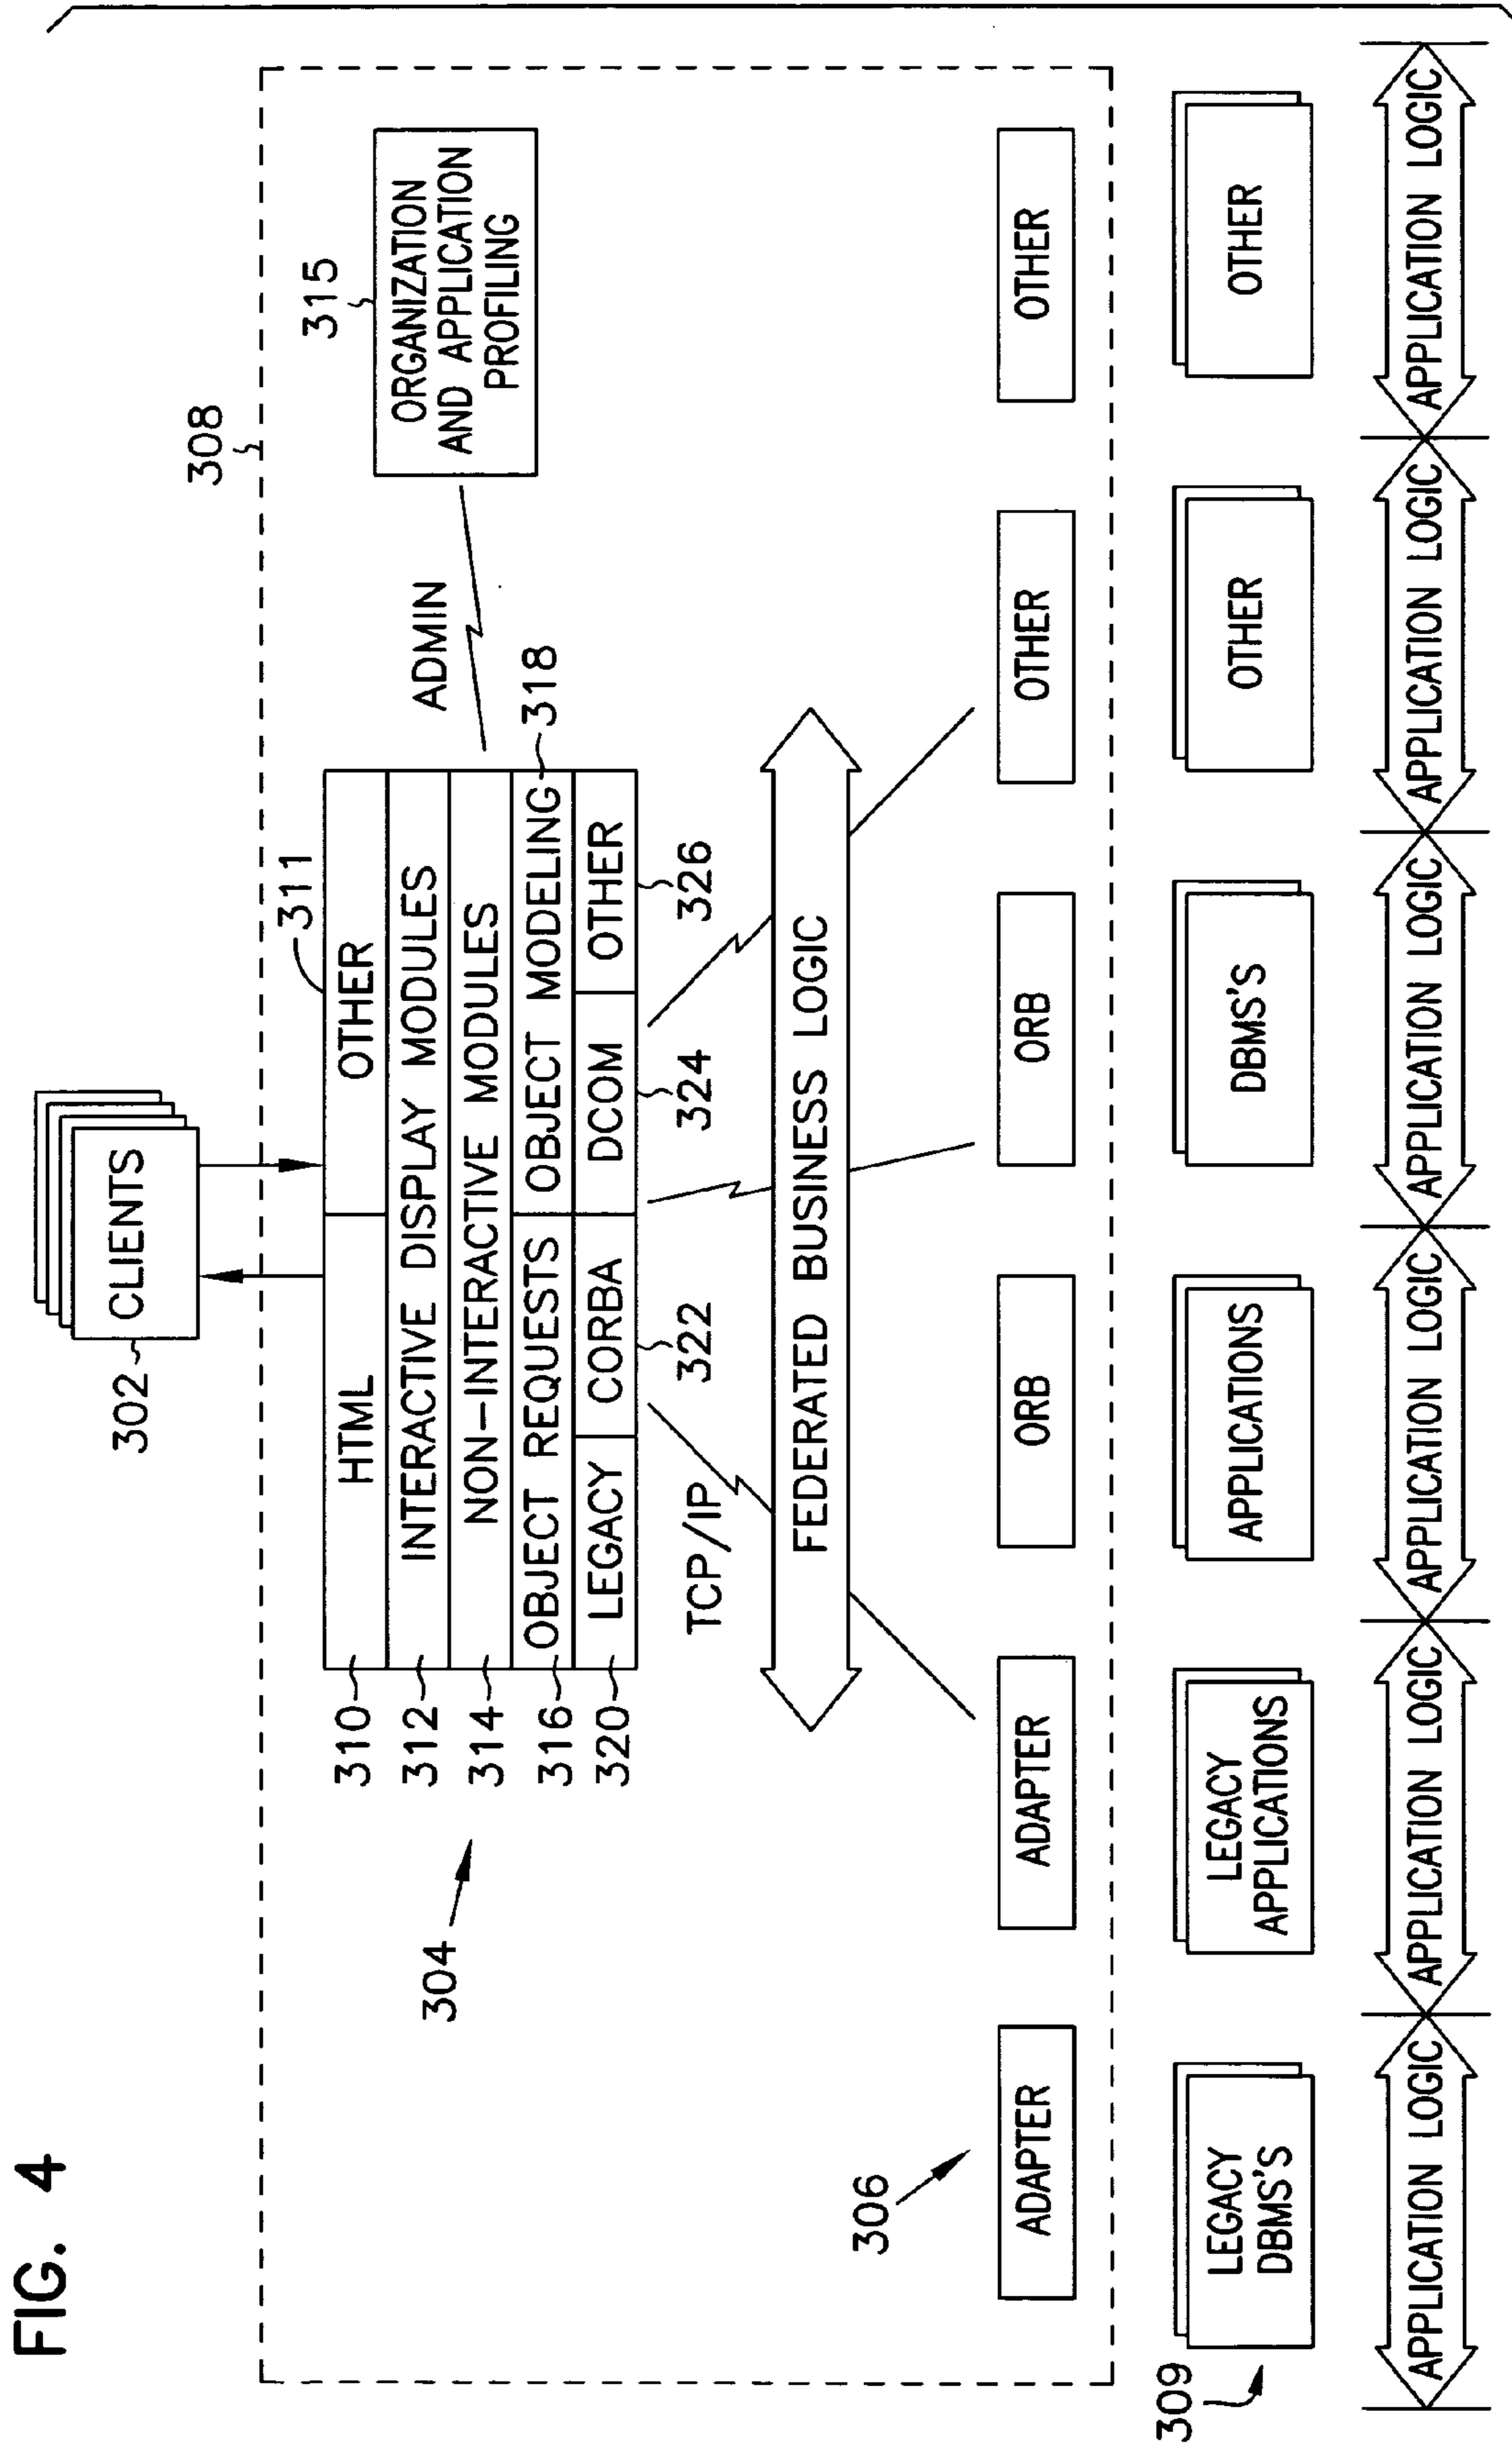 FIG. 4
302
CLIENTS
308
311
HTML
OTHER
310
INTERACTIVE DISPLAY MODULES
312
NON-INTERACTIVE MODULES
314
OBJECT REQUESTS
OBJECT MODELING
316
318
LEGACY
CORBA
DCOM
OTHER
320
322
324
326
304
ADMIN
315
ORGANIZATION
AND APPLICATION
PROFILING
TCP/IP
FEDERATED BUSINESS LOGIC
306
ADAPTER
ADAPTER
ORB
ORB
OTHER
OTHER
309
LEGACY
DBMS'S
LEGACY
APPLICATIONS
APPLICATIONS
DBMS'S
OTHER
OTHER
APPLICATION LOGIC
APPLICATION LOGIC
APPLICATION LOGIC
APPLICATION LOGIC
APPLICATION LOGIC
APPLICATION LOGIC